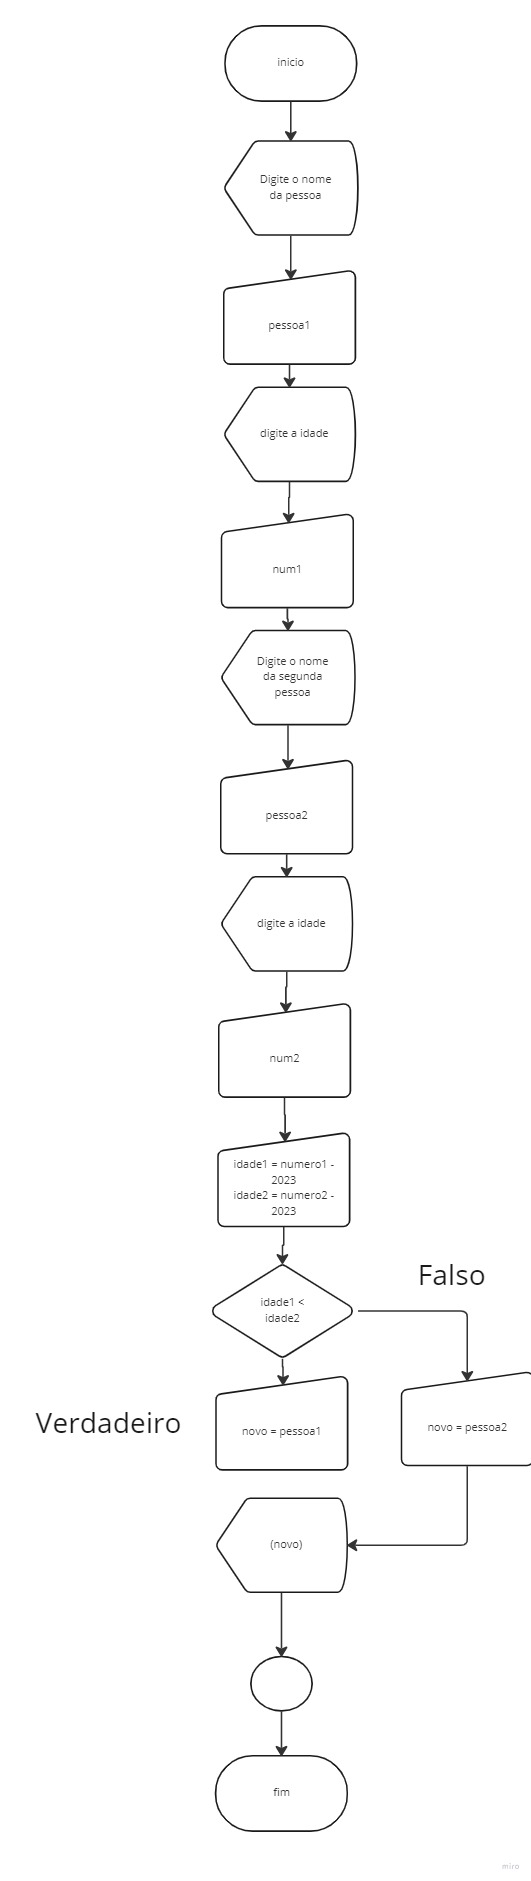 inicio
Digite o nome
da pessoa
pessoa1
digite a idade
num1
Digite o nome
da segunda
pessoa
pessoa2
digite a idade
num2
idade1 = numero1 -
2023
idade2 = numero2 -
2023
idade1 <
idade2
Falso
Verdadeiro
novo = pessoa1
novo = pessoa2
(novo)
fim
miro